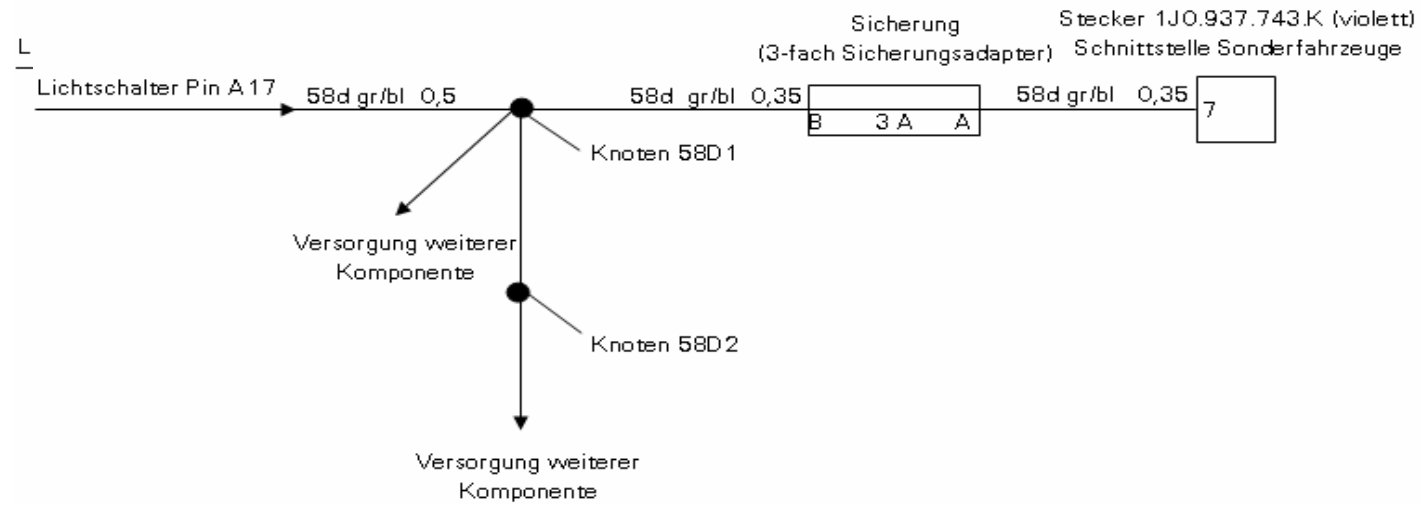 Sicherung
(3-fach Sicherungsadapter)
Stecker 1J0.937.743.K (violett)
Schnittstelle Sonderfahrzeuge
L
Lichtschalter Pin A17
58d gr/bl 0,5
58d gr/bl 0,35
58d gr/bl 0,35
B 3 A A
7
Knoten 58D1
Versorgung weiterer
Komponente
Knoten 58D2
Versorgung weiterer
Komponente